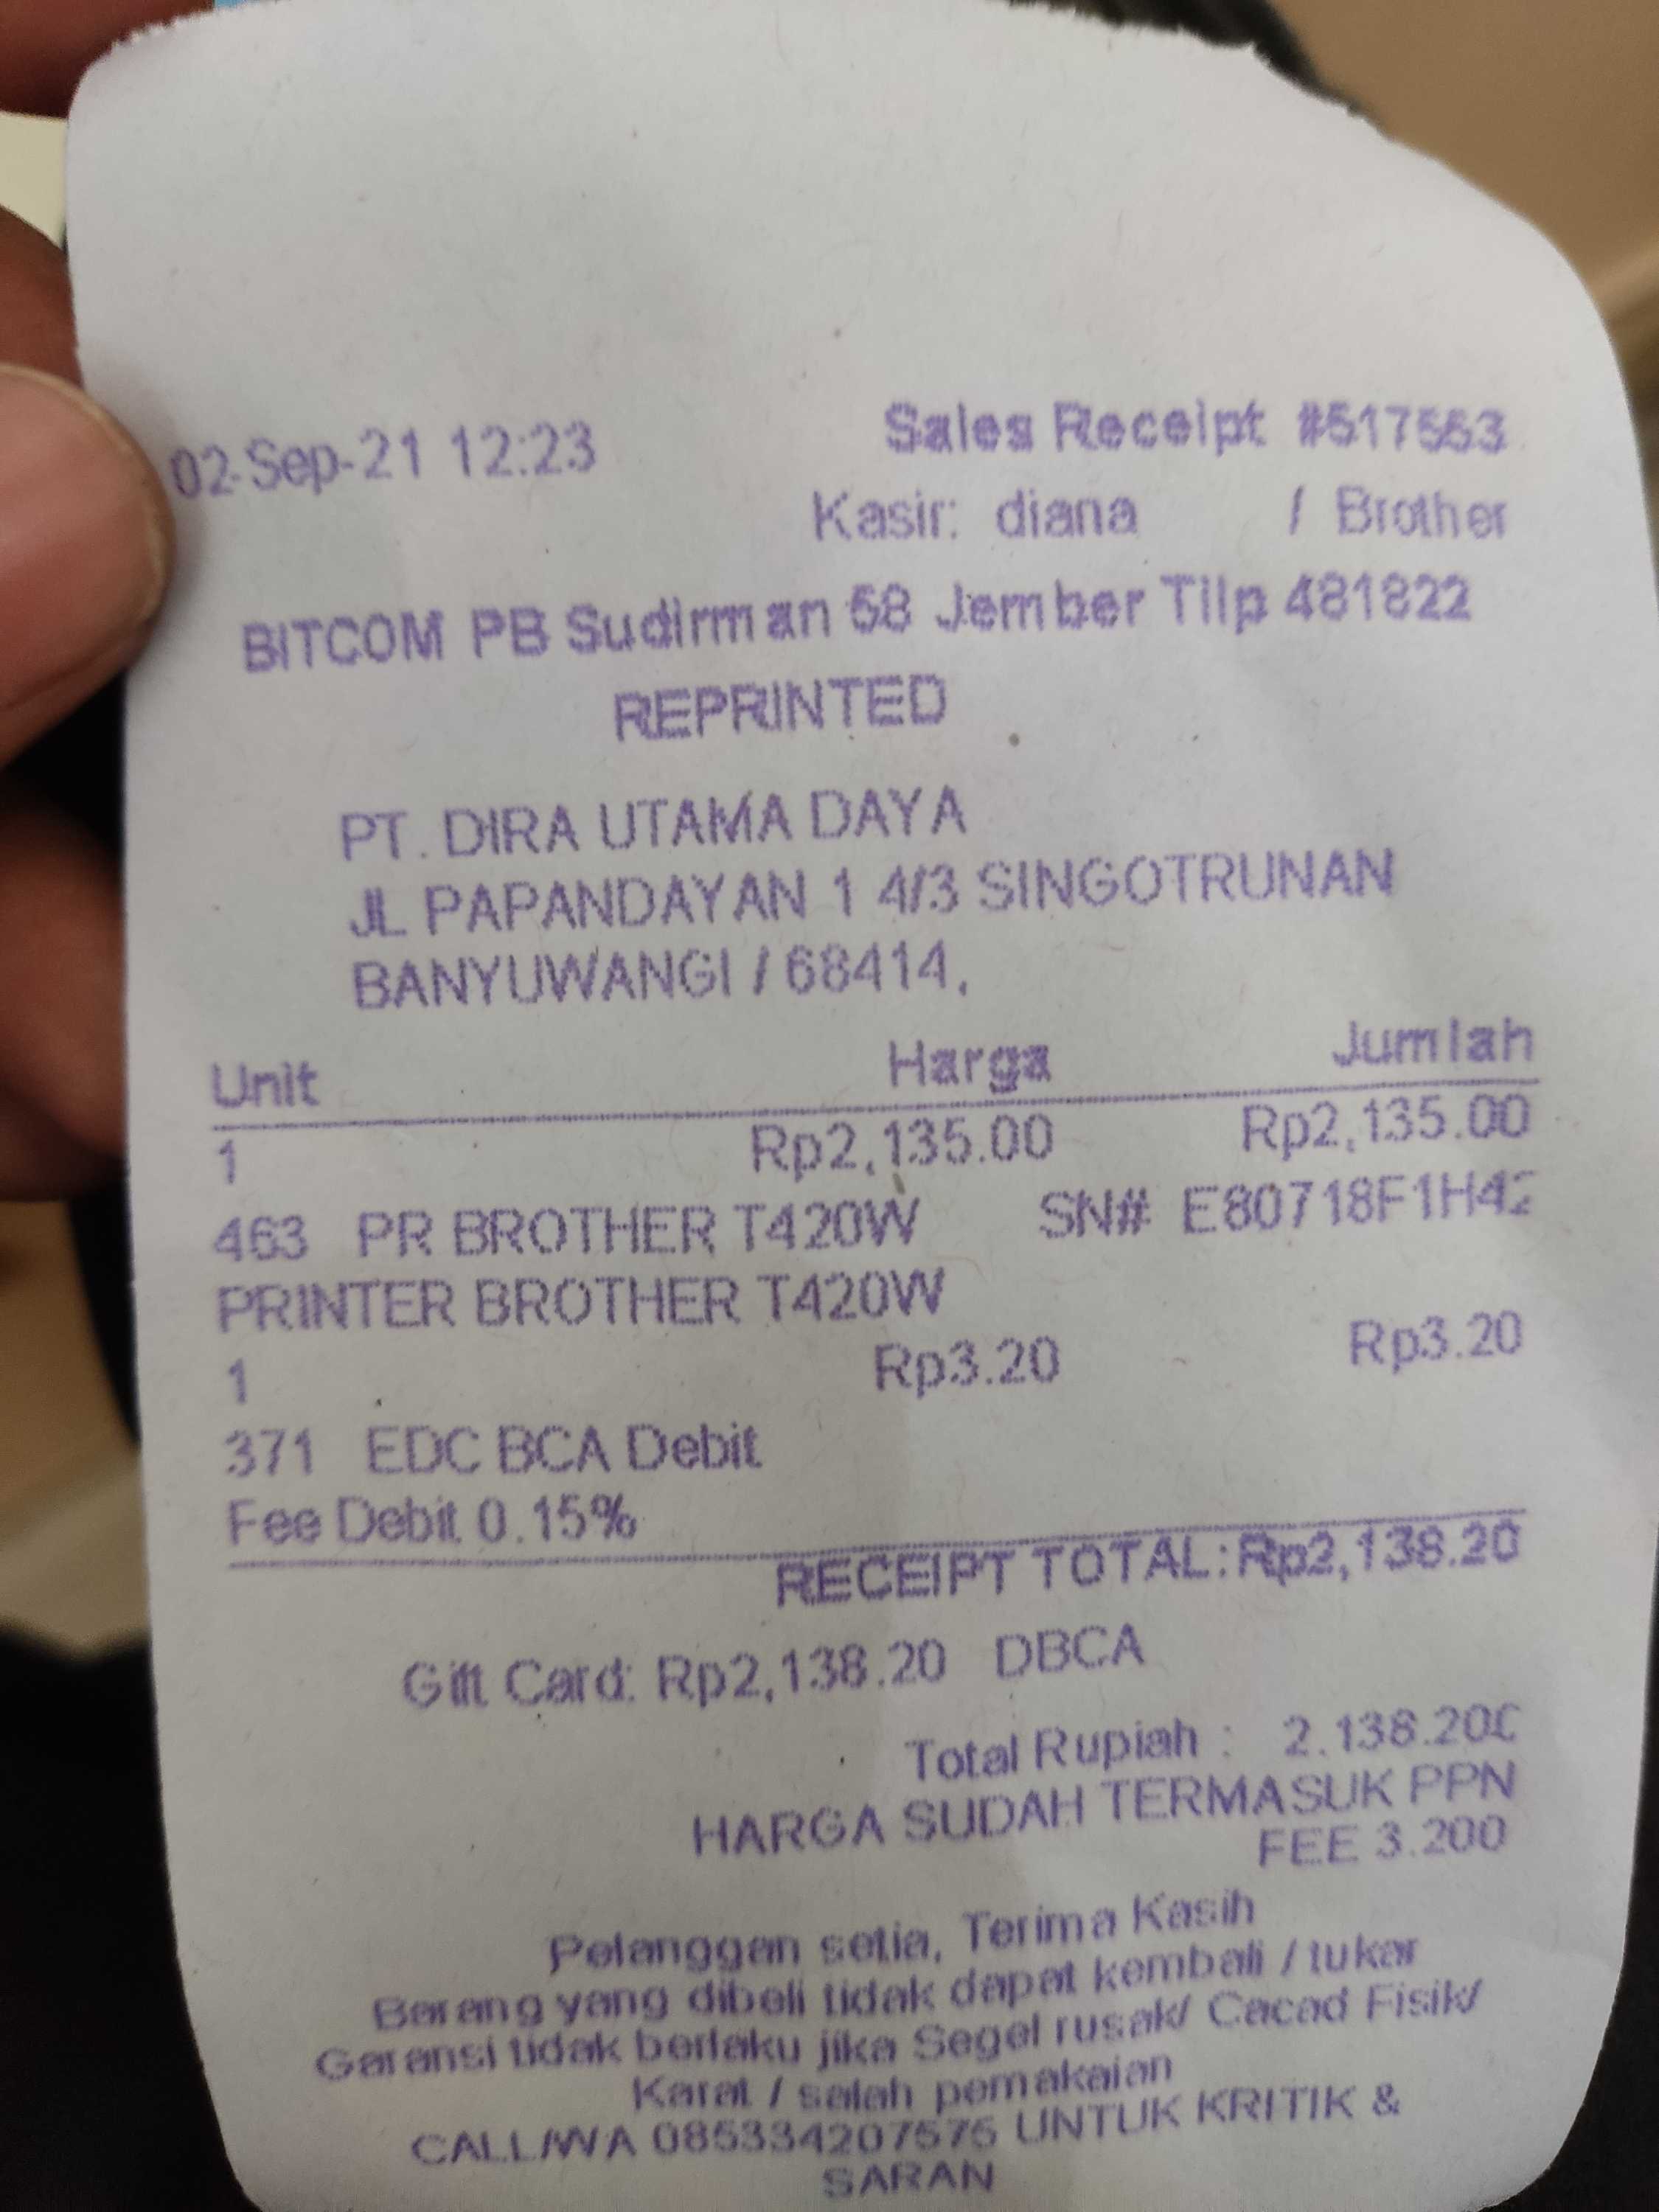 02-Sep-21 12:23 Sales Receipt #517553
Kasir: diana / Brother
BITCOM PB Sudirman 58 Jember Tilp 481822
REPRINTED
PT. DIRA UTAMA DAYA
JL PAPANDAYAN 1 4/3 SINGOTRUNAN
BANYUWANGI / 68414,
Unit Harga Jumlah
1 Rp2,135.00 Rp2,135.00
463 PR BROTHER T420W SN# E80718F1H42
PRINTER BROTHER T420W
1 Rp3.20 Rp3.20
371 EDC BCA Debit
Fee Debit 0.15%
RECEIPT TOTAL: Rp2,138.20
Gift Card: Rp2,138.20 DBCA
Total Rupiah : 2.138.200
HARGA SUDAH TERMASUK PPN
FEE 3.200
Pelanggan setia, Terima Kasih
Barang yang dibeli tidak dapat kembali / tukar
Garansi tidak berlaku jika Segel rusak/ Cacad Fisik/
Karat / salah pemakaian
CALL/WA 085334207575 UNTUK KRITIK &
SARAN